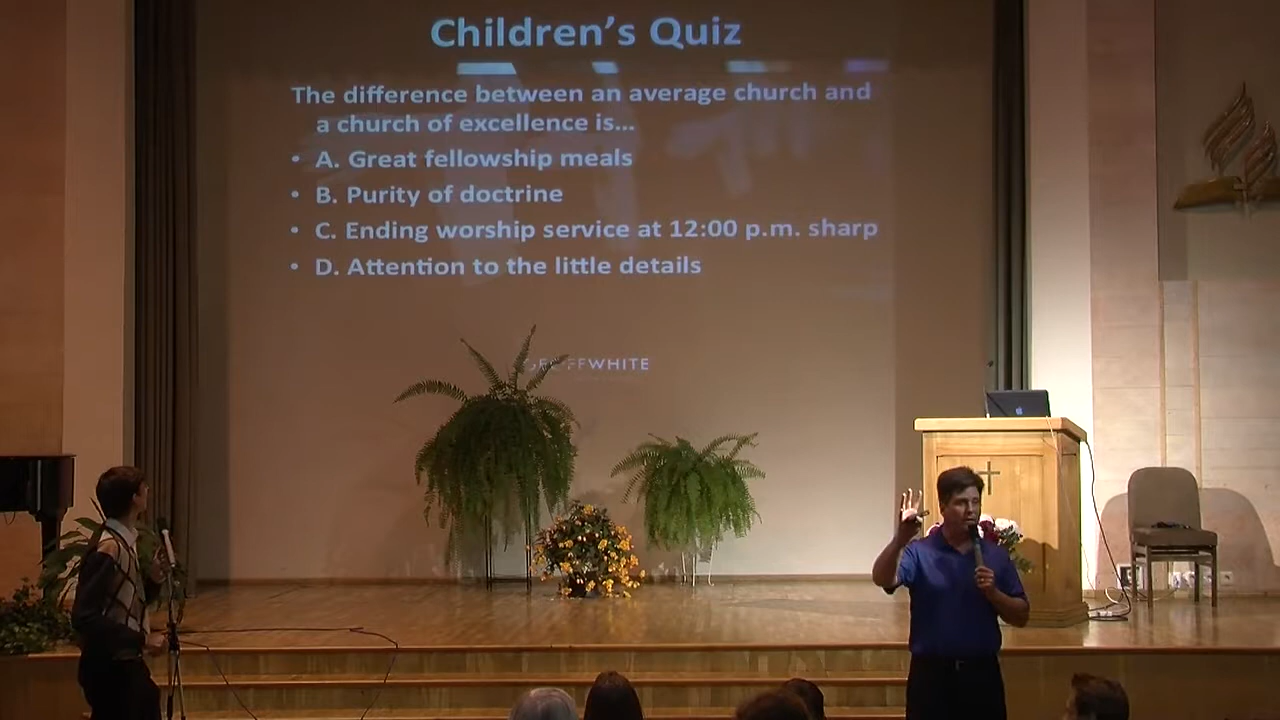 Children's Quiz
The difference between an average church and
a church of excellence is...
• A. Great fellowship meals
• B. Purity of doctrine
• C. Ending worship service at 12:00 p.m. sharp
• D. Attention to the little details
WHITE